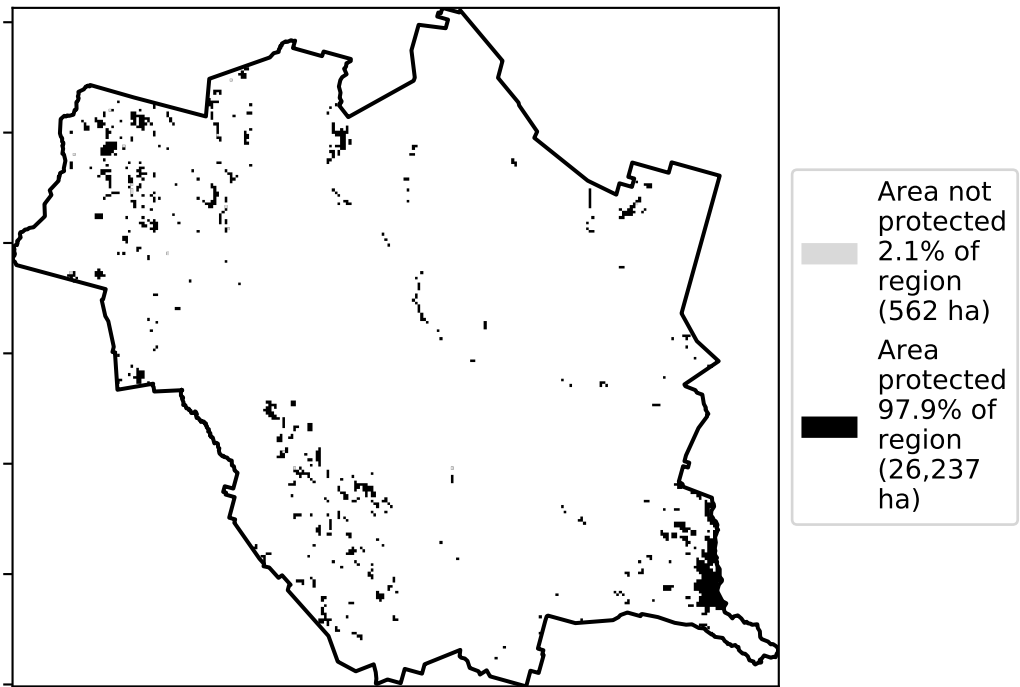 Area not
protected
2.1% of
region
(562 ha)
Area
protected
97.9% of
region
(26,237
ha)